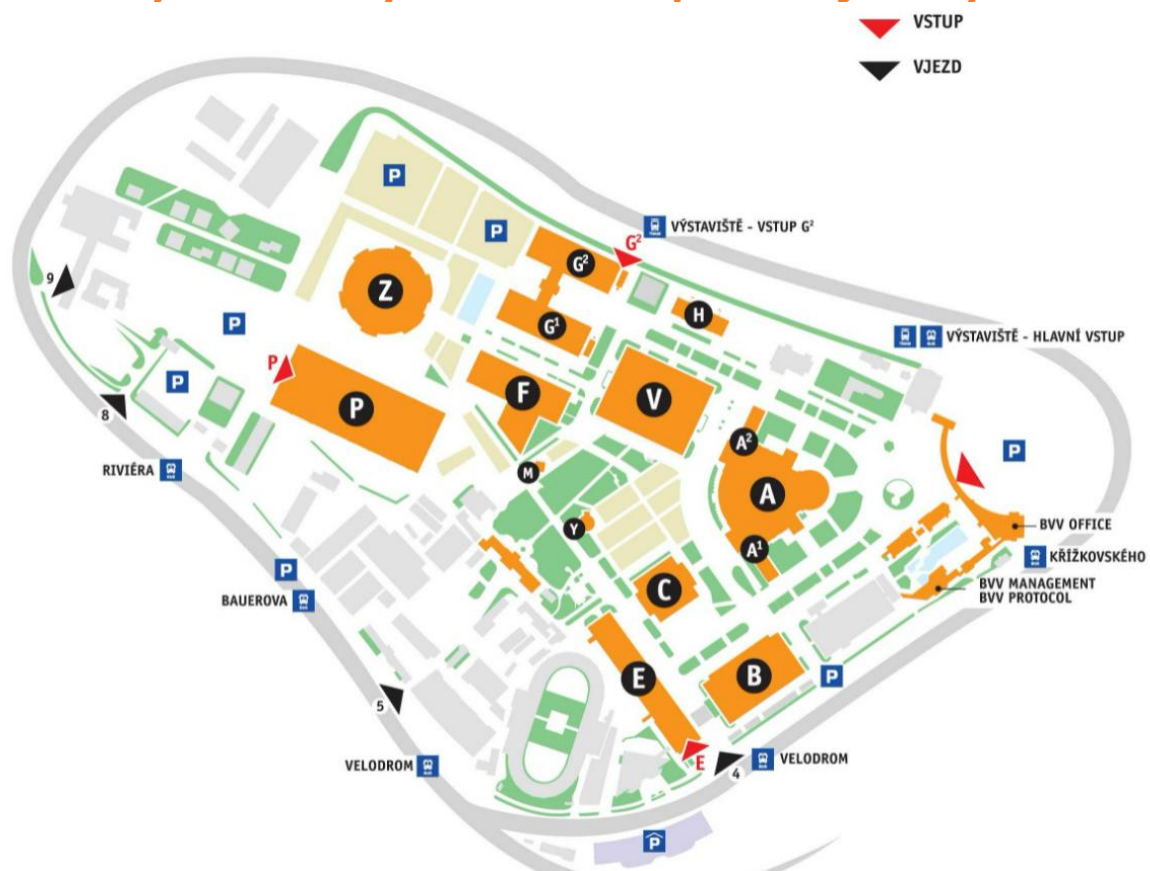 VSTUP
VJEZD
P
VÝSTAVIŠTĚ - VSTUP G²
G²
P
G²
Z
9
H
G¹
P
VÝSTAVIŠTĚ - HLAVNÍ VSTUP
P
P
F
V
P
8
A²
P
RIVIÉRA
M
A
BVV OFFICE
Y
A¹
KŘÍŽKOVSKÉHO
P
C
BVV MANAGEMENT
BVV PROTOCOL
BAUEROVA
E
B
P
5
VELODROM
E
4
VELODROM
P